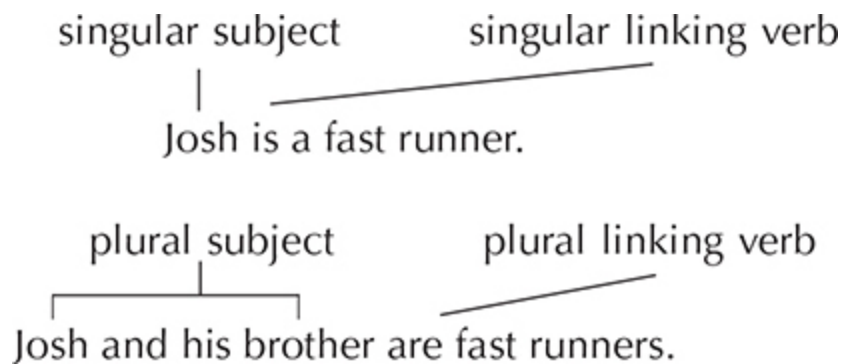 singular subject singular linking verb
Josh is a fast runner.
plural subject plural linking verb
Josh and his brother are fast runners.